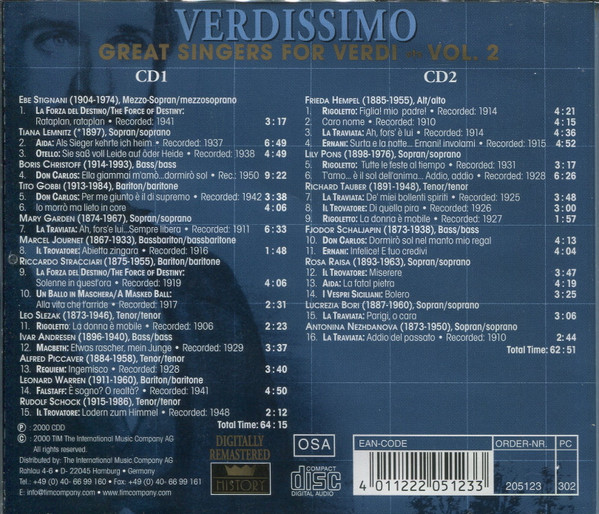 VERDISSIMO
GREAT SINGERS FOR VERDI — VOL. 2
CD1
EBE STIGNANI (1904-1974), Mezzo-Sopran/mezzosoprano
1. LA FORZA DEL DESTINO/THE FORCE OF DESTINY:
Rataplan, rataplan • Recorded: 1941 3 • 17
TIANA LEMNITZ (*1897), Sopran/soprano
2. AIDA: Als Sieger kehrte ich heim • Recorded: 1937 6:49
3. OTELLO: Sie saß voll Leide auf öder Heide • Recorded: 1938 4:49
BORIS CHRISTOFF (1914-1993), Bass/bass
4. DON CARLOS: Ella giammai m'amò..dormirò sol • Rec.: 1950 9:22
TITO GOBBI (1913-1984), Bariton/baritone
5. DON CARLOS: Per me giunto è il di supremo • Recorded: 1942 3:38
6. Io morrò ma lieto in core 4:06
MARY GARDEN (1874-1967), Sopran/soprano
7. LA TRAVIATA: Ah, fors'è lui...Sempre libera • Recorded: 1911 6:33
MARCEL JOURNET (1867-1933), Bassbariton/bassbaritone
8. IL TROVATORE: Abietta zingara • Recorded: 1916 1:48
RICCARDO STRACCIARI (1875-1955), Bariton/baritone
9. LA FORZA DEL DESTINO/THE FORCE OF DESTINY:
Solenne in quest'ora • Recorded: 1919 4:06
10. UN BALLO IN MASCHERA/A MASKED BALL:
Alla vita che t'arride • Recorded: 1917 2:31
LEO SLEZAK (1873-1946), Tenor/tenor
11. RIGOLETTO: La donna è mobile • Recorded: 1906 2:23
IVAR ANDRESEN (1896-1940), Bass/bass
12. MACBETH: Etwas rascher, mein Junge • Recorded: 1929 3:37
ALFRED PICCAVER (1884-1958), Tenor/tenor
13. REQUIEM: Ingemisco • Recorded: 1928 3:40
LEONARD WARREN (1911-1960), Bariton/baritone
14. FALSTAFF: È sogno? O realtà? • Recorded: 1941 4:50
RUDOLF SCHOCK (1915-1986), Tenor/tenor
15. IL TROVATORE: Lodern zum Himmel • Recorded: 1948 2:12
Total Time: 64:15
CD2
FRIEDA HEMPEL (1885-1955), Alt/alto
1. RIGOLETTO: Figlia! mio padre! • Recorded: 1914 4:21
2. Caro nome • Recorded: 1910 4:15
3. LA TRAVIATA: Ah, fors'è lui • Recorded: 1914 4:36
4. ERNANI: Surta e la notte... Ernani! involami • Recorded: 1915 4:52
LILY PONS (1898-1976), Sopran/soprano
5. RIGOLETTO: Tutte le feste al tempio • Recorded: 1931 3:17
6. T'amo... è il sol dell'anima... Addio, addio • Recorded: 1928 6:26
RICHARD TAUBER (1891-1948), Tenor/tenor
7. LA TRAVIATA: De' miei bollenti spiriti • Recorded: 1925 3:48
8. IL TROVATORE: Di quella pira • Recorded: 1926 3:00
9. RIGOLETTO: La donna è mobile • Recorded: 1927 1:57
FJODOR SCHALJAPIN (1873-1938), Bass/bass
10. DON CARLOS: Dormirò sol nel manto mio regal 4:13
11. ERNANI: Infelice! E tuo credivi 4:04
ROSA RAISA (1893-1963), Sopran/soprano
12. IL TROVATORE: Miserere 3:47
13. AIDA: La fatal pietra 4:19
14. I VESPRI SICILIANI: Bolero 3:25
LUCREZIA BORI (1887-1960), Sopran/soprano
15. LA TRAVIATA: Parigi, o cara 3:06
ANTONINA NEZHDANOVA (1873-1950), Sopran/soprano
16. LA TRAVIATA: Addio del passato • Recorded: 1910 2:44
Total Time: 62:51
Ⓟ : 2000 CDD
© : 2000 TIM The International Music Company AG
All rights reserved.
Distributed by: The International Music Company AG
Rahlau 4-6 • D- 22045 Hamburg • Germany
Tel: +49 (0) 40- 66 99 160 • Fax: +49 (0) 40- 66 99 161
E: info@timcompany.com • www.timcompany.com
DIGITALLY
REMASTERED
HISTORY
OSA
COMPACT
disc
DIGITAL AUDIO
EAN-CODE
ORDER-NR.
PC
4 011222 051233
205123
302